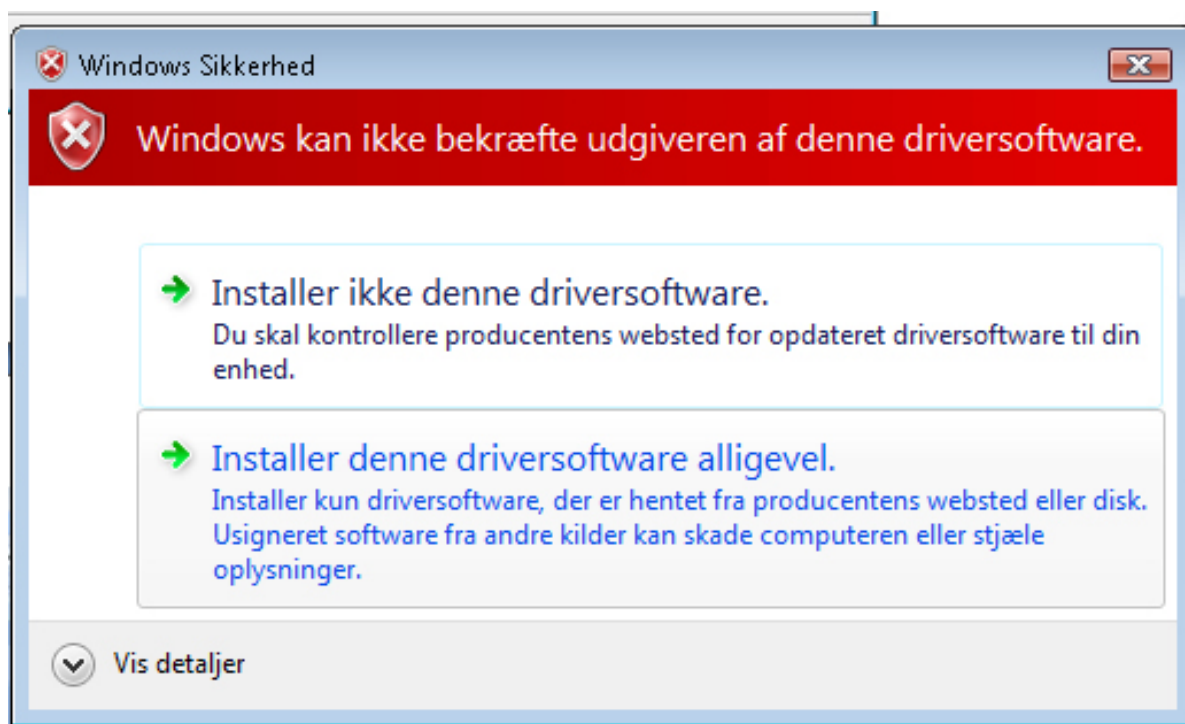 Windows Sikkerhed
Windows kan ikke bekræfte udgiveren af denne driversoftware.
Installer ikke denne driversoftware.
Du skal kontrollere producentens websted for opdateret driversoftware til din
enhed.
Installer denne driversoftware alligevel.
Installer kun driversoftware, der er hentet fra producentens websted eller disk.
Usigneret software fra andre kilder kan skade computeren eller stjæle
oplysninger.
Vis detaljer